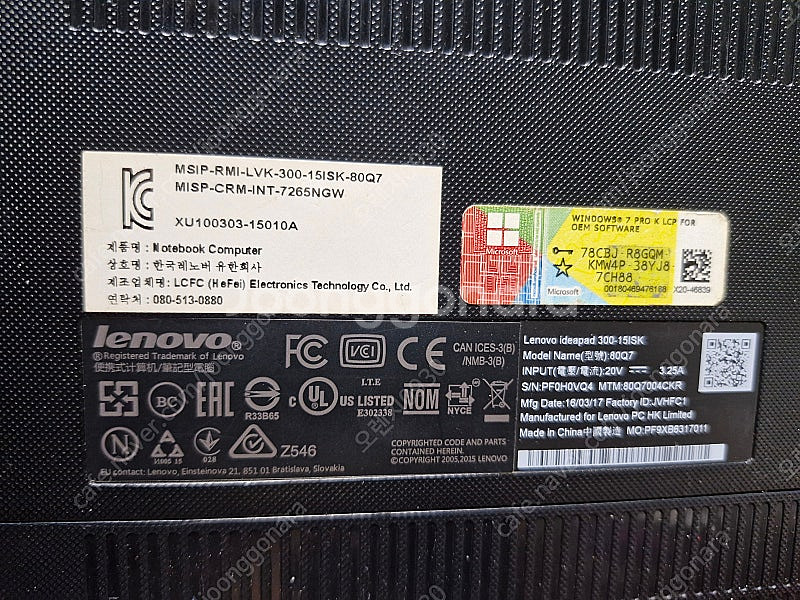 MSIP-RMI-LVK-300-15ISK-80Q7
MISP-CRM-INT-7265NGW
XU100303-15010A
제품명 : Notebook Computer
상호명 : 한국레노버 유한회사
제조업체명 : LCFC (HeFei) Electronics Technology Co., Ltd.
연락처 : 080-513-0880
WINDOWS® 7 PRO K LCP FOR
OEM SOFTWARE
Microsoft
78CBJ R8GQM
KMW4P 38YJ8
7CH88
Microsoft
00180469476168
X20-46839
lenovo®
®Registered Trademark of Lenovo
便携式计算机/筆記型電腦
FC
VCI
CE
CAN ICES-3(B)
/NMB-3(B)
I.T.E
BC
EAC
R33B65
c UL US LISTED
E302338
NOM
NYCE
N
028
Z546
COPYRIGHTED CODE AND PARTS
CONTAINED HEREIN.
©COPYRIGHT 2005,2015 LENOVO
EU contact: Lenovo, Einsteinova 21, 851 01 Bratislava, Slovakia
Lenovo ideapad 300-15ISK
Model Name(型號):80Q7
INPUT(電壓/電流):20V ⎓ 3.25A
S/N:PF0H0VQ4 MTM:80Q7004CKR
Mfg Date:16/03/17 Factory ID:JVHFC1
Manufactured for Lenovo PC HK Limited
Made in China中國製造 MO:PF9XB6317011
joonggonara